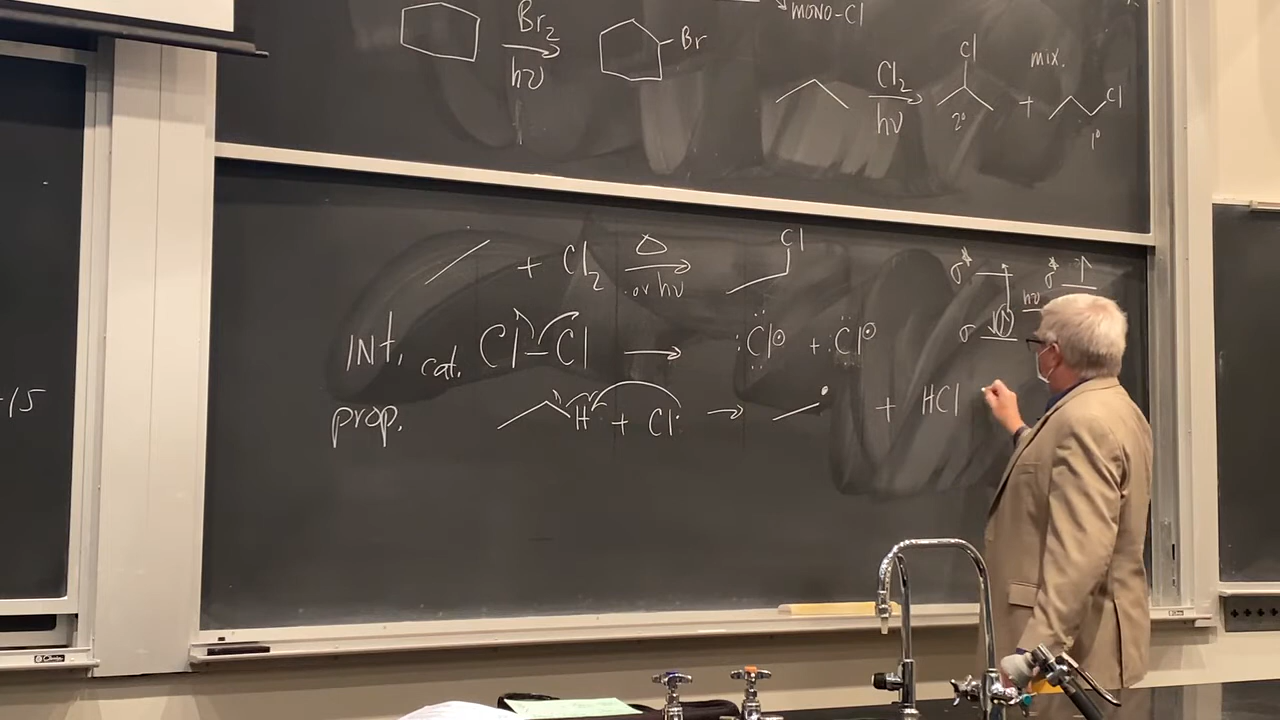 MONO-Cl
Br₂
hν
Br
Cl₂
hν
Cl
2°
+
mix.
Cl
1°
+ Cl₂
Δ
or hν
Cl
σ*
σ
hν
σ*
INt. cat. Cl–Cl → :Cl• + :Cl•
prop. H + Cl: → • + HCl
-15